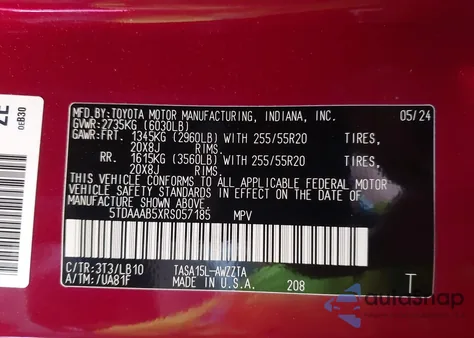 MFD.BY:TOYOTA MOTOR MANUFACTURING, INDIANA, INC. 05/24
GVWR:2735KG (6030LB)
GAWR:FRT. 1345KG (2960LB) WITH 255/55R20 TIRES,
20X8J RIMS.
RR. 1615KG (3560LB) WITH 255/55R20 TIRES,
20X8J RIMS.
THIS VEHICLE CONFORMS TO ALL APPLICABLE FEDERAL MOTOR
VEHICLE SAFETY STANDARDS IN EFFECT ON THE DATE OF
MANUFACTURE SHOWN ABOVE.
5TDAAAB5XRS057185 MPV
C/TR:3T3/LB10 TASA15L-AWZZTA
A/TM:/UA81F MADE IN U.S.A. 208 T
0EB30
autosnap